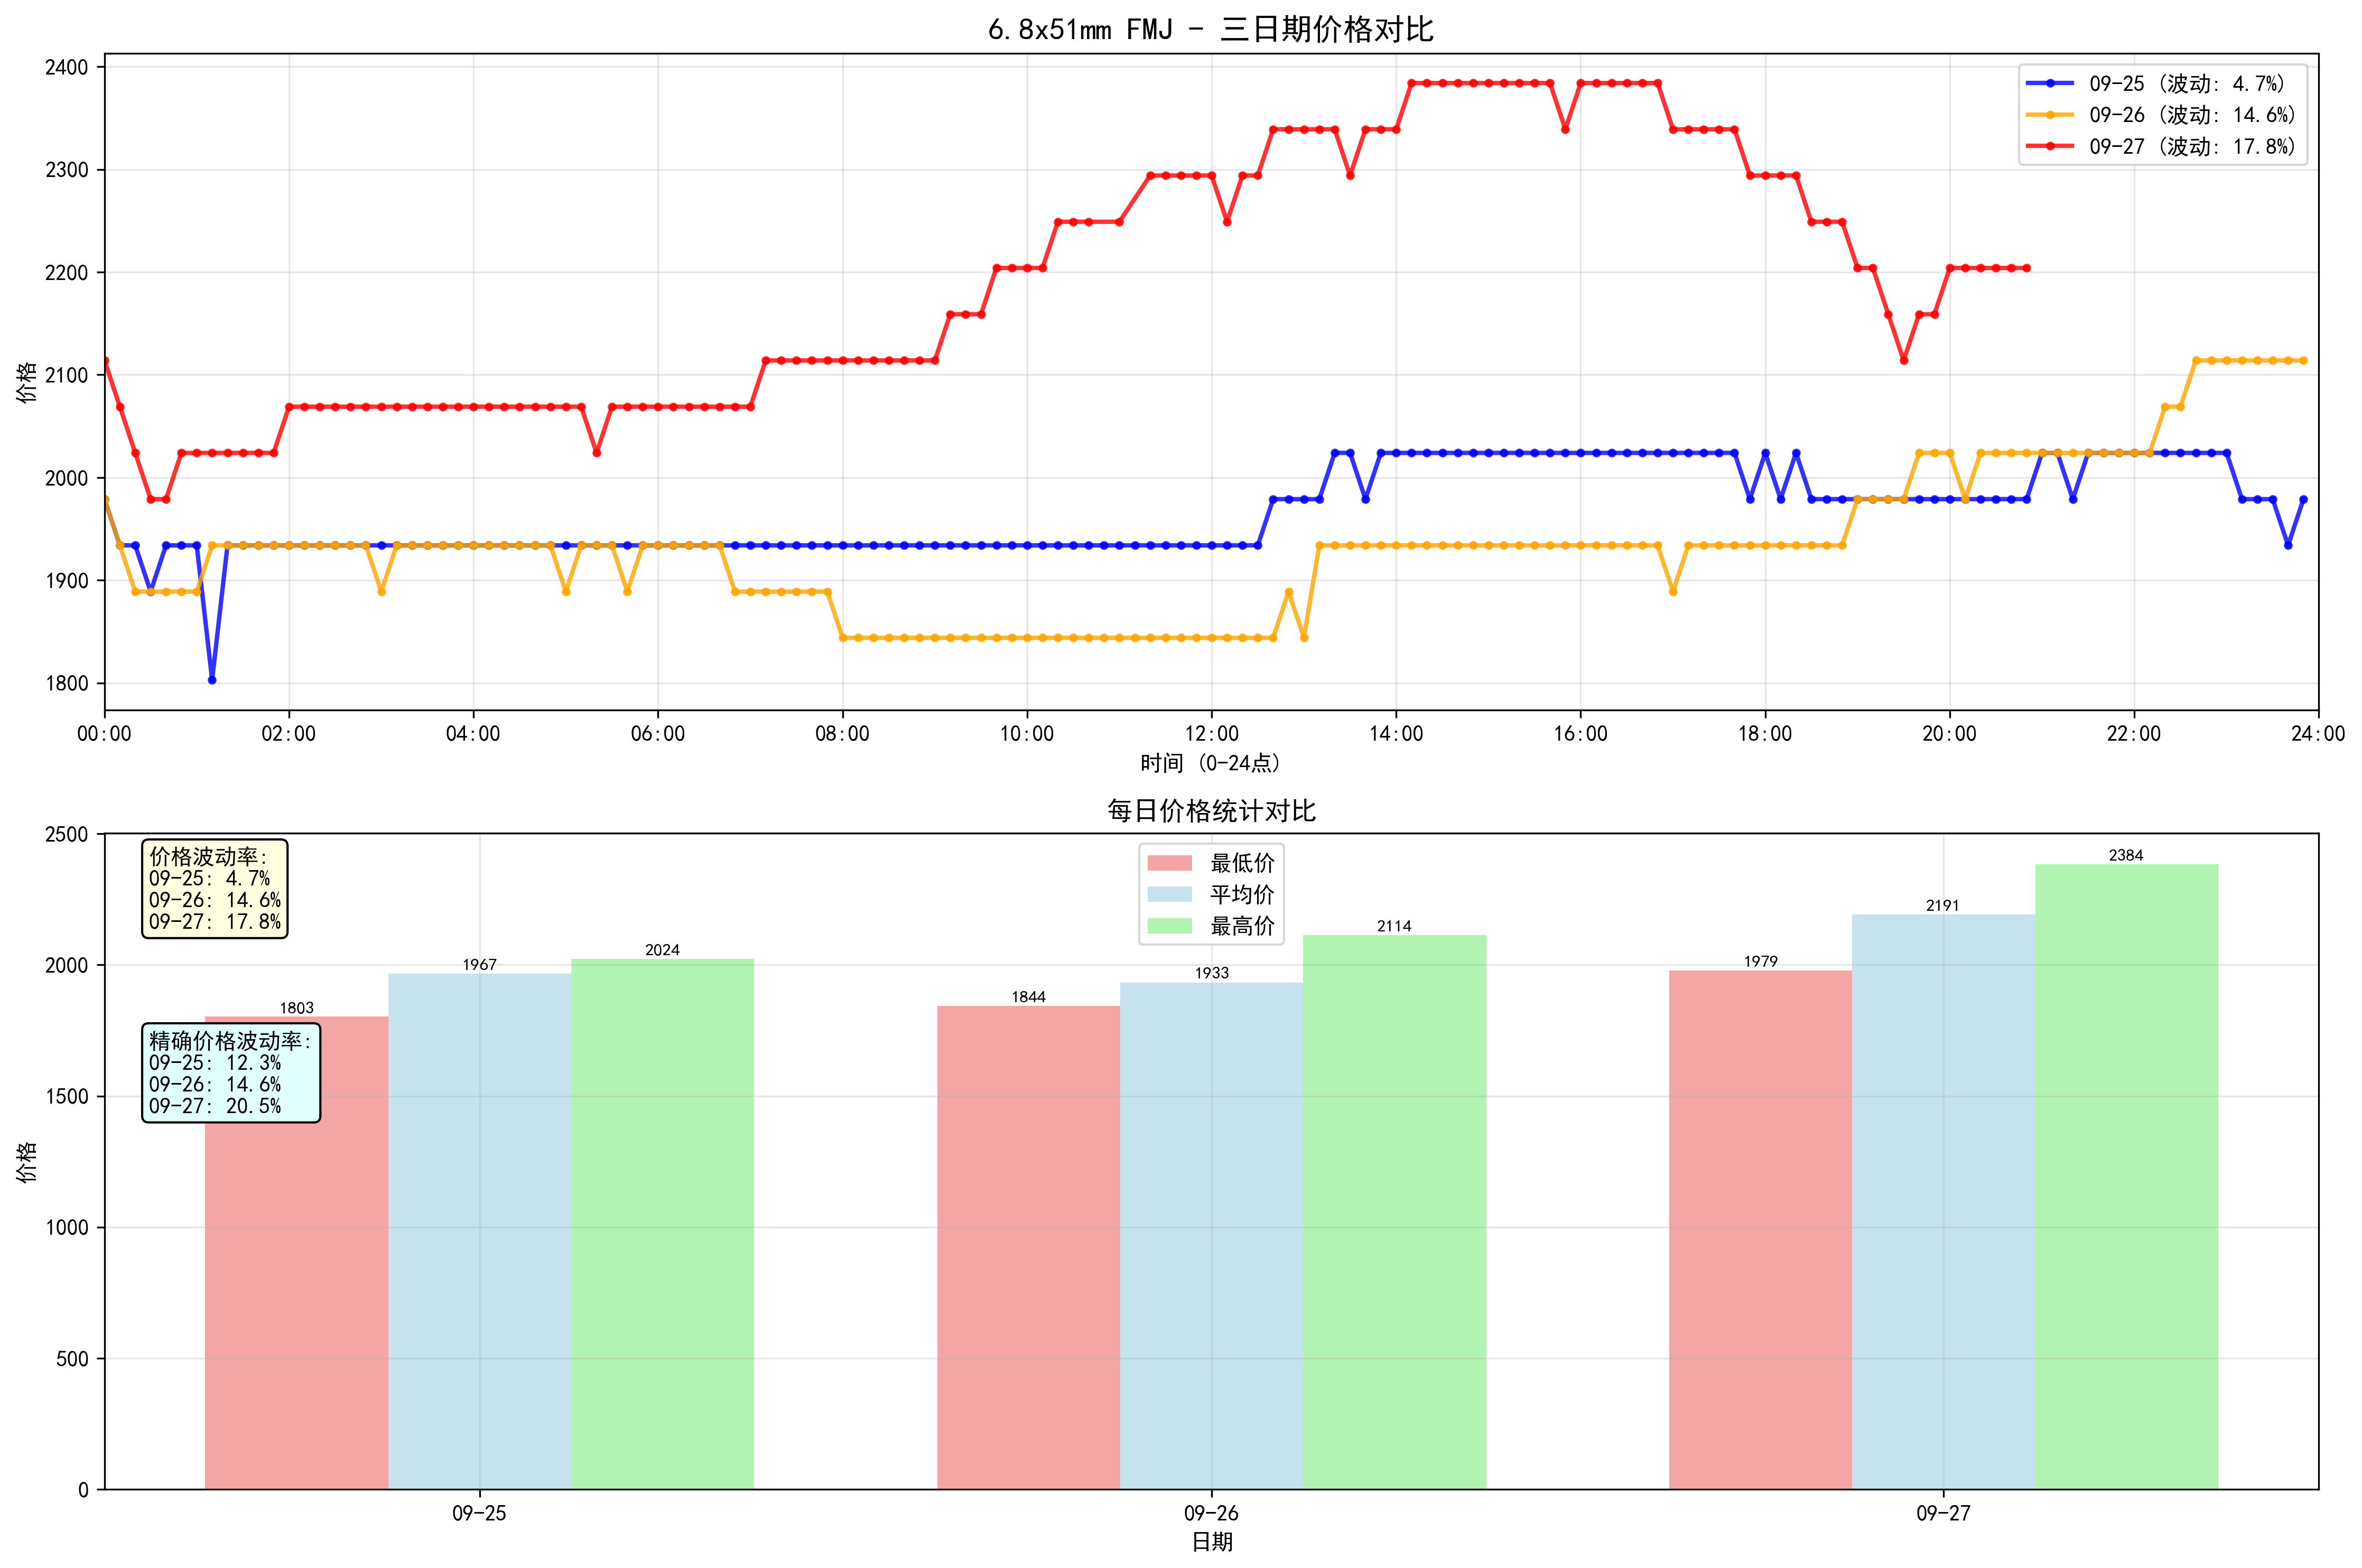 6.8x51mm FMJ - 三日期价格对比
2400
2300
2200
2100
2000
1900
1800
价格
09-25 (波动: 4.7%)
09-26 (波动: 14.6%)
09-27 (波动: 17.8%)
00:00 02:00 04:00 06:00 08:00 10:00 12:00 14:00 16:00 18:00 20:00 22:00 24:00
时间 (0-24点)
每日价格统计对比
2500
2000
1500
1000
500
0
价格
价格波动率:
09-25: 4.7%
09-26: 14.6%
09-27: 17.8%
精确价格波动率:
09-25: 12.3%
09-26: 14.6%
09-27: 20.5%
最低价
平均价
最高价
1803
1967
2024
1844
1933
2114
1979
2191
2384
09-25 09-26 09-27
日期